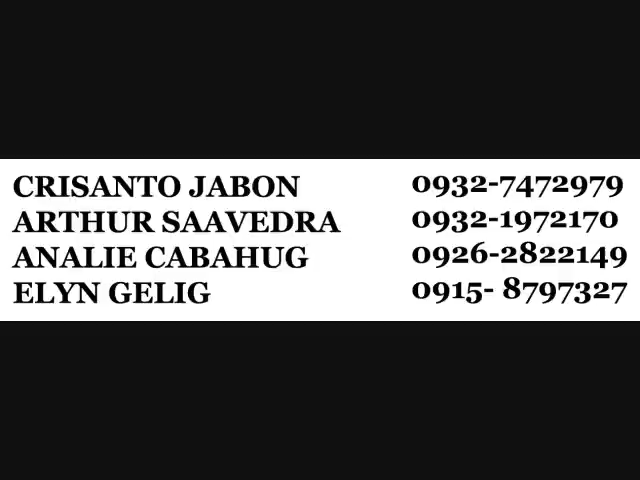 CRISANTO JABON 0932-7472979
ARTHUR SAAVEDRA 0932-1972170
ANALIE CABAHUG 0926-2822149
ELYN GELIG 0915- 8797327